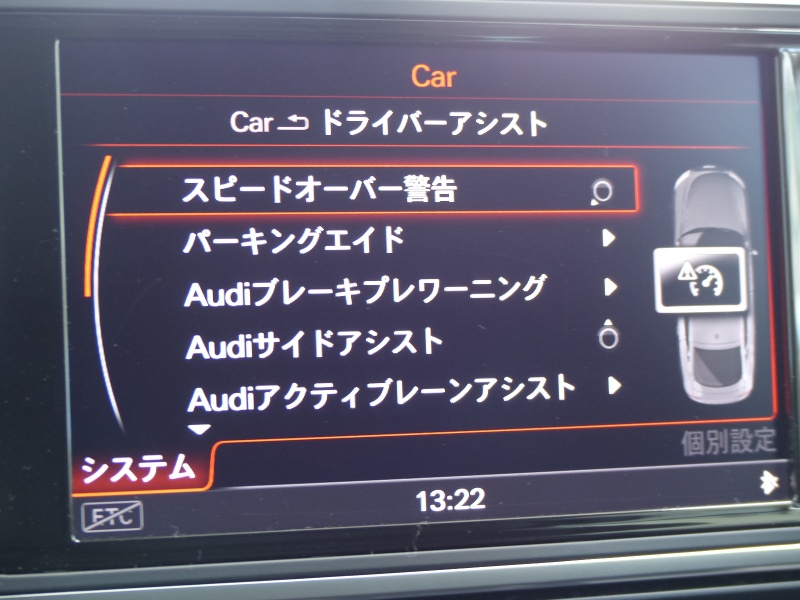 Car
Car ドライバーアシスト
スピードオーバー警告
パーキングエイド
Audiブレーキプレワーニング
Audiサイドアシスト
Audiアクティブレーンアシスト
個別設定
システム
ETC
13:22